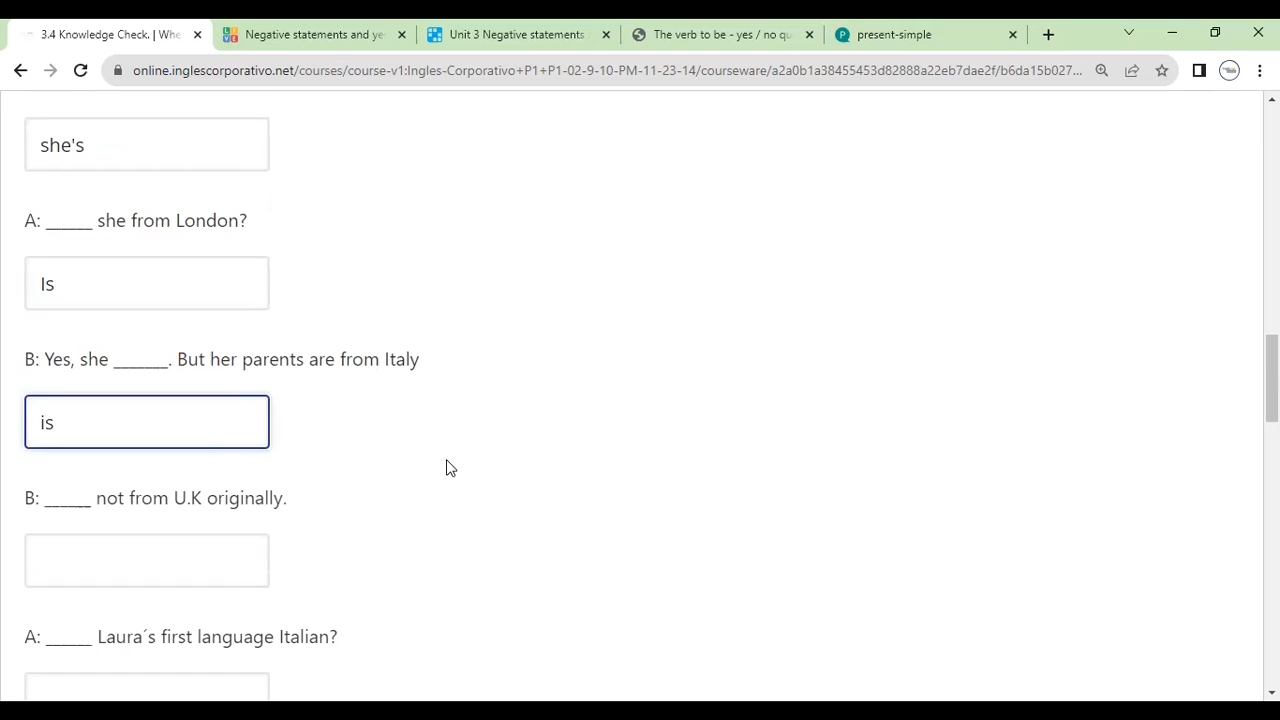 3.4 Knowledge Check. | Whe
Negative statements and ye
Unit 3 Negative statements
The verb to be - yes / no qu
present-simple
online.inglescorporativo.net/courses/course-v1:Ingles-Corporativo+P1+P1-02-9-10-PM-11-23-14/courseware/a2a0b1a38455453d82888a22eb7dae2f/b6da15b027...
she's
A: ______ she from London?
Is
B: Yes, she _______. But her parents are from Italy
is
B: ______ not from U.K originally.
A: ______ Laura´s first language Italian?